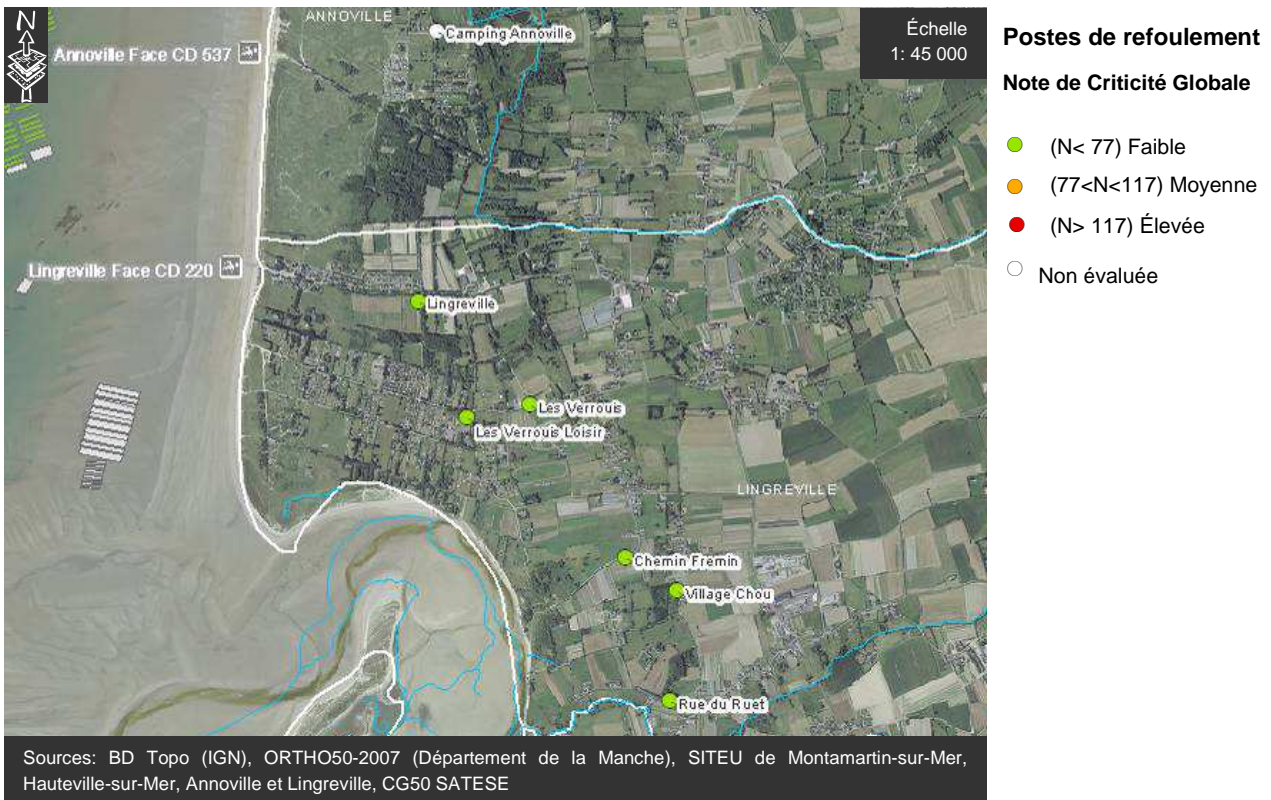 N
ANNOVILLE
Camping Annoville
Annoville Face CD 537
Échelle
1: 45 000
Lingreville Face CD 220
Lingreville
Les Verrouis
Les Verrouis Loisir
LINGREVILLE
Chemin Fremin
Village Chou
Rue du Ruet
Sources: BD Topo (IGN), ORTHO50-2007 (Département de la Manche), SITEU de Montamartin-sur-Mer,
Hauteville-sur-Mer, Annoville et Lingreville, CG50 SATESE
Postes de refoulement
Note de Criticité Globale
(N< 77) Faible
(77<N<117) Moyenne
(N> 117) Élevée
Non évaluée